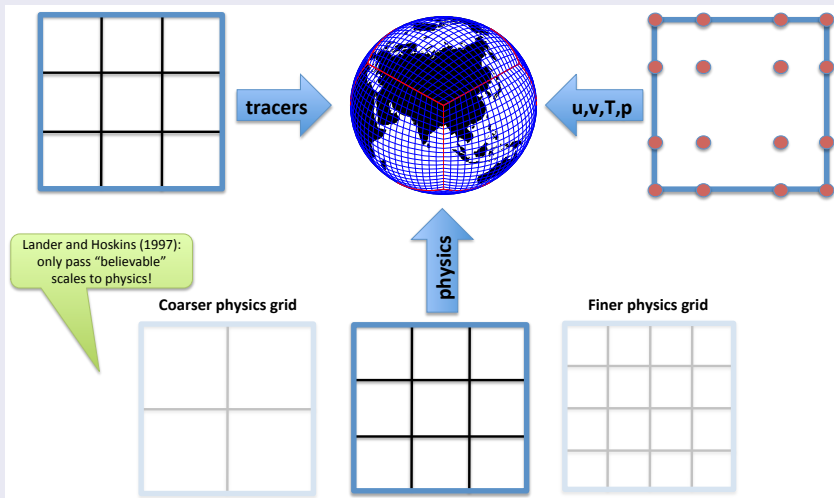 tracers
u,v,T,p
physics
Lander and Hoskins (1997):
only pass “believable”
scales to physics!
Coarser physics grid
Finer physics grid